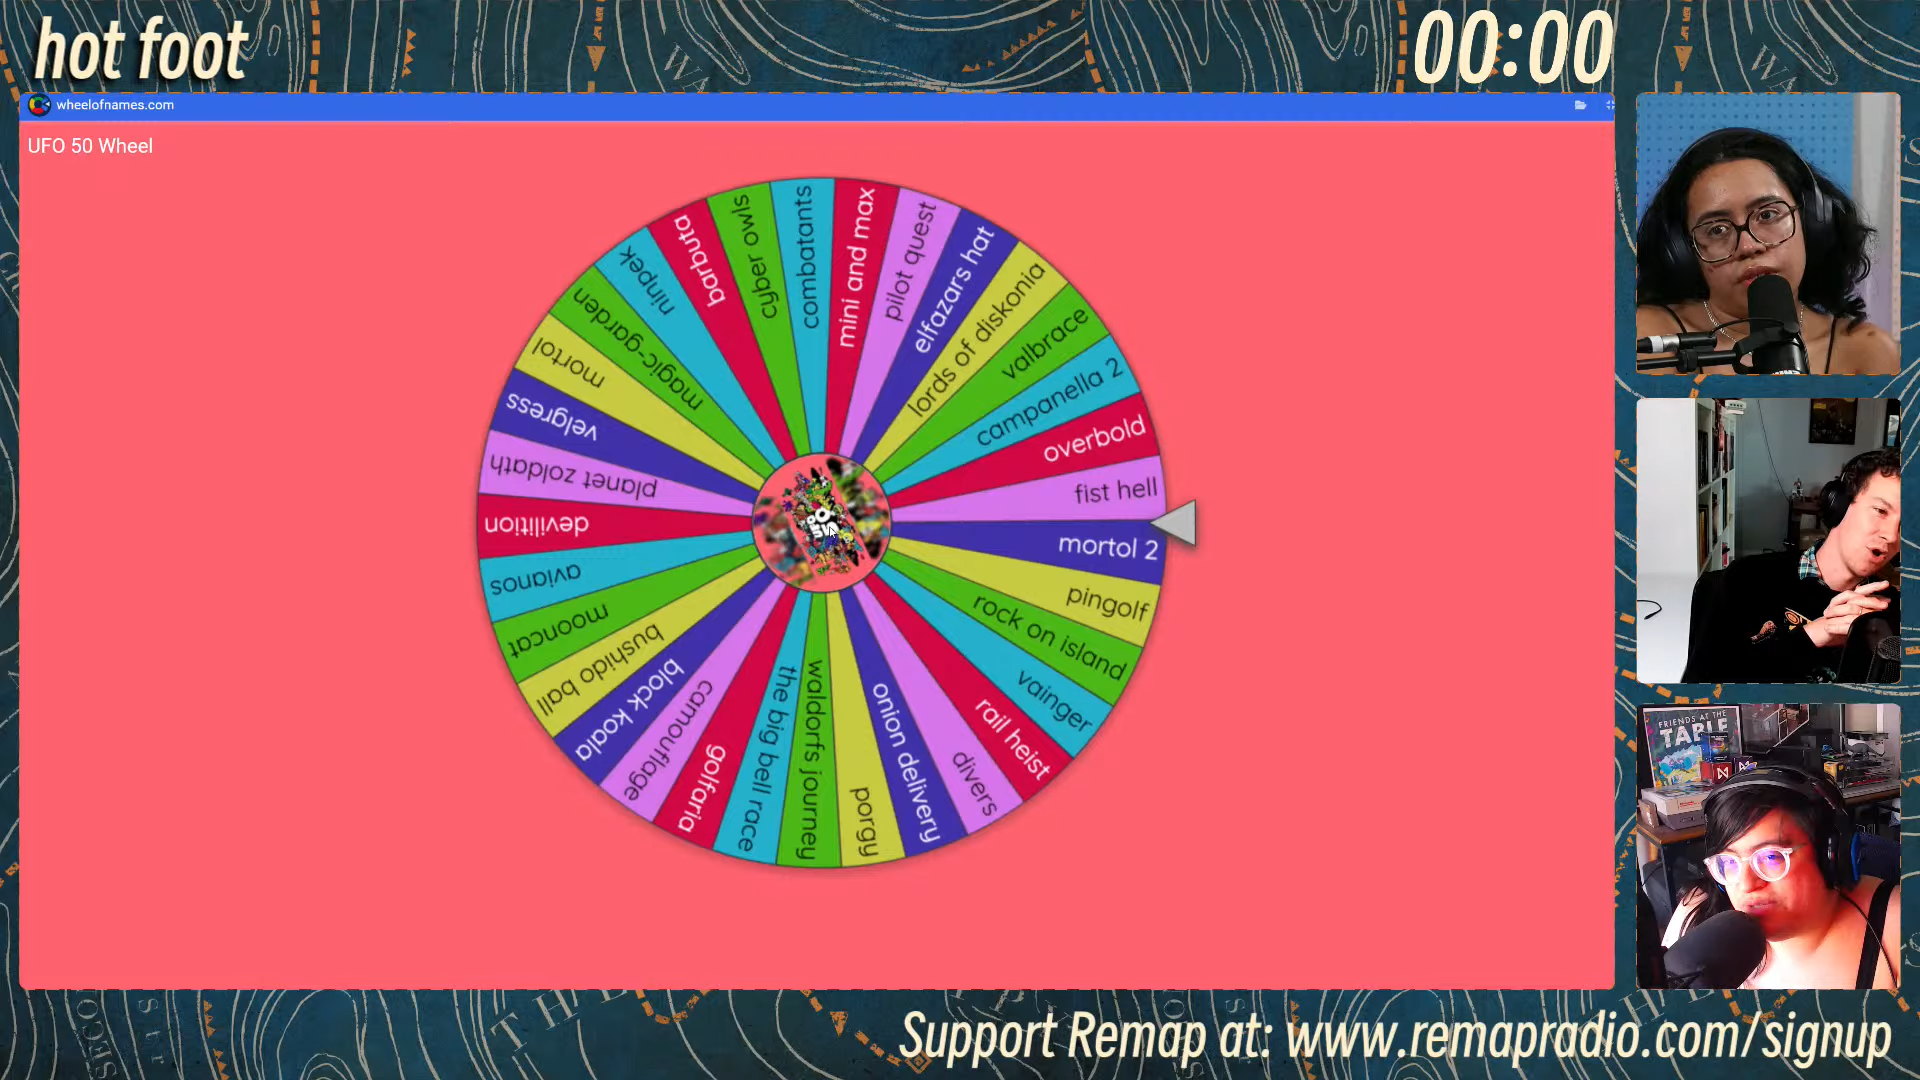 hot foot
00:00
wheelofnames.com
UFO 50 Wheel
combatants
mini and max
pilot quest
elfazars hat
lords of diskonia
valbrace
campanella 2
overbold
fist hell
mortol 2
pingolf
rock on island
vainger
rail heist
divers
onion delivery
porgy
waldorfs journey
the big bell race
golfaria
camouflage
block koala
bushido ball
mooncat
avianos
devilition
planet zoldath
velgress
mortol
magic-garden
ninpek
barbuta
cyber owls
FRIENDS AT THE
TABLE
Support Remap at: www.remapradio.com/signup